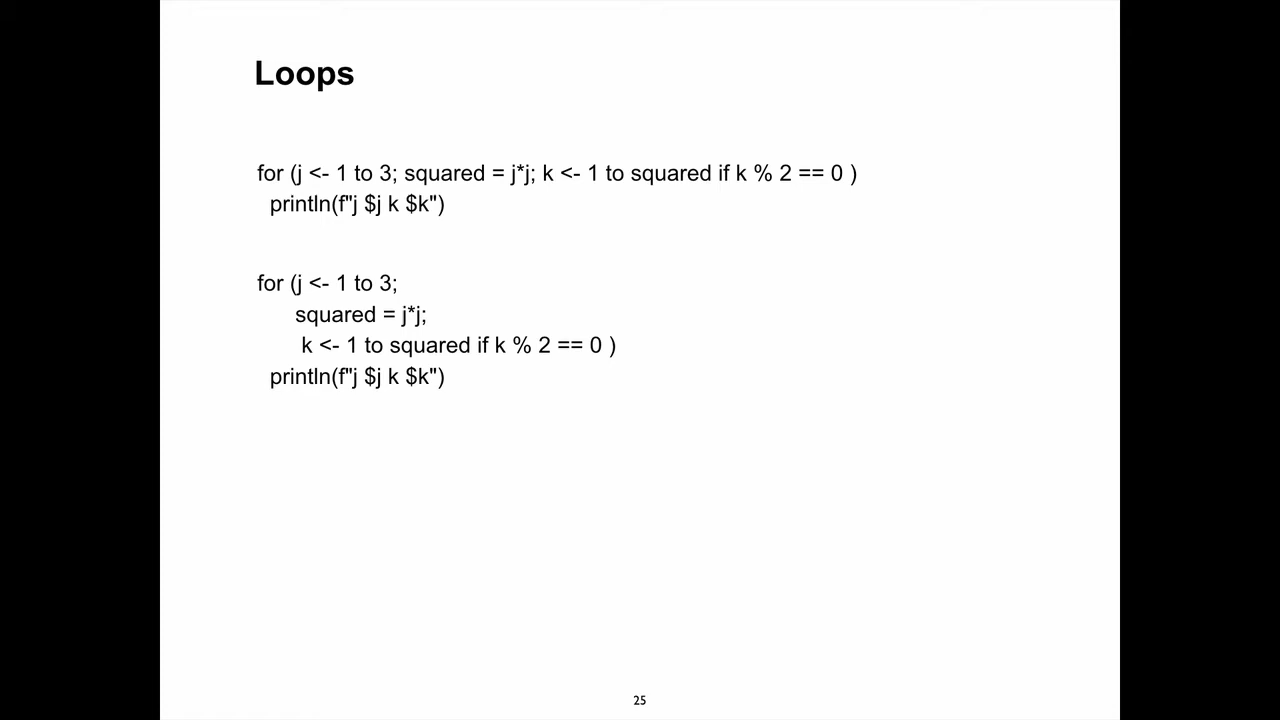 Loops
for (j <- 1 to 3; squared = j*j; k <- 1 to squared if k % 2 == 0 )
println(f"j $j k $k")
for (j <- 1 to 3;
squared = j*j;
k <- 1 to squared if k % 2 == 0 )
println(f"j $j k $k")
25